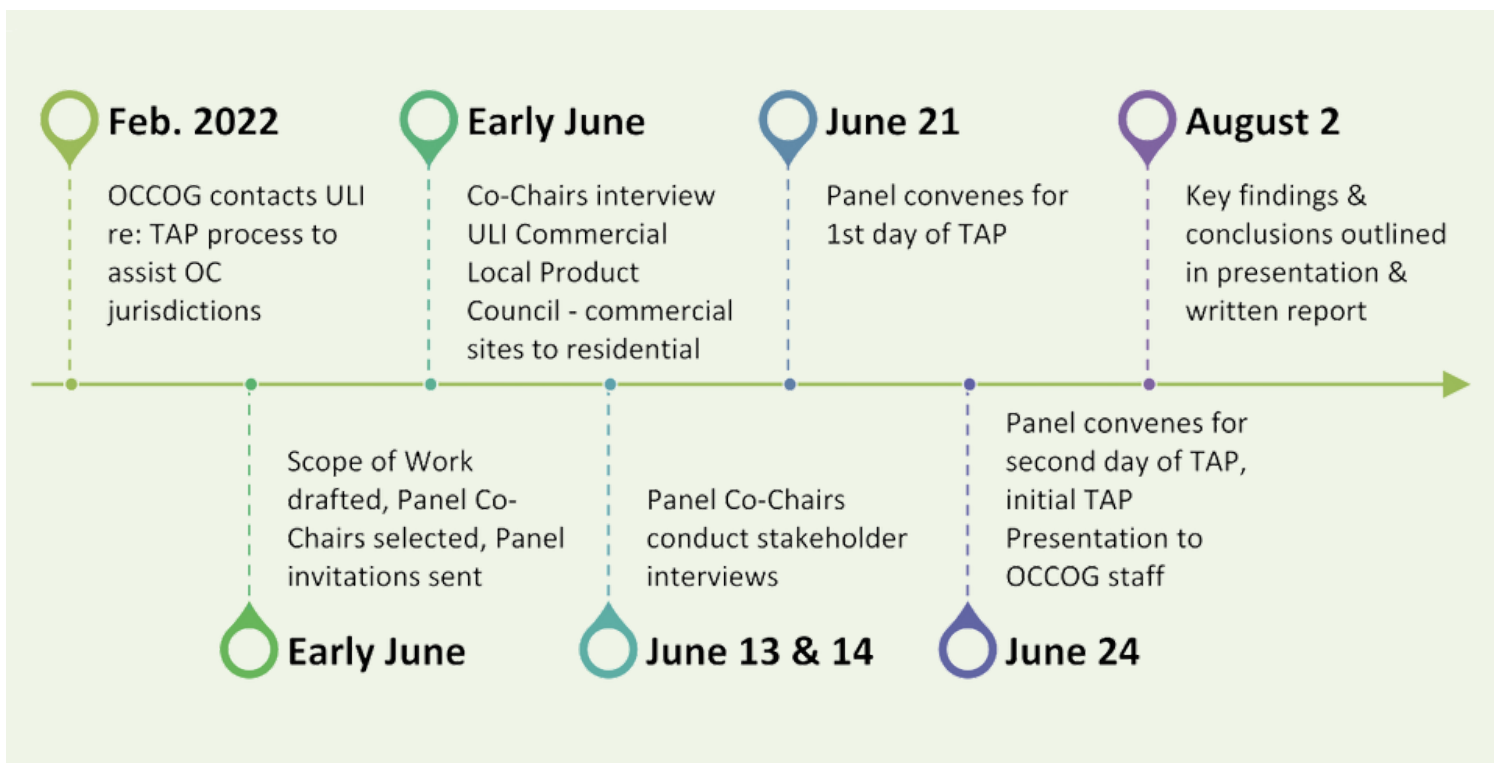 Feb. 2022
OCCOG contacts ULI
re: TAP process to
assist OC
jurisdictions
Early June
Scope of Work
drafted, Panel Co-
Chairs selected, Panel
invitations sent
Early June
Co-Chairs interview
ULI Commercial
Local Product
Council - commercial
sites to residential
June 13 & 14
Panel Co-Chairs
conduct stakeholder
interviews
June 21
Panel convenes for
1st day of TAP
June 24
Panel convenes for
second day of TAP,
initial TAP
Presentation to
OCCOG staff
August 2
Key findings &
conclusions outlined
in presentation &
written report